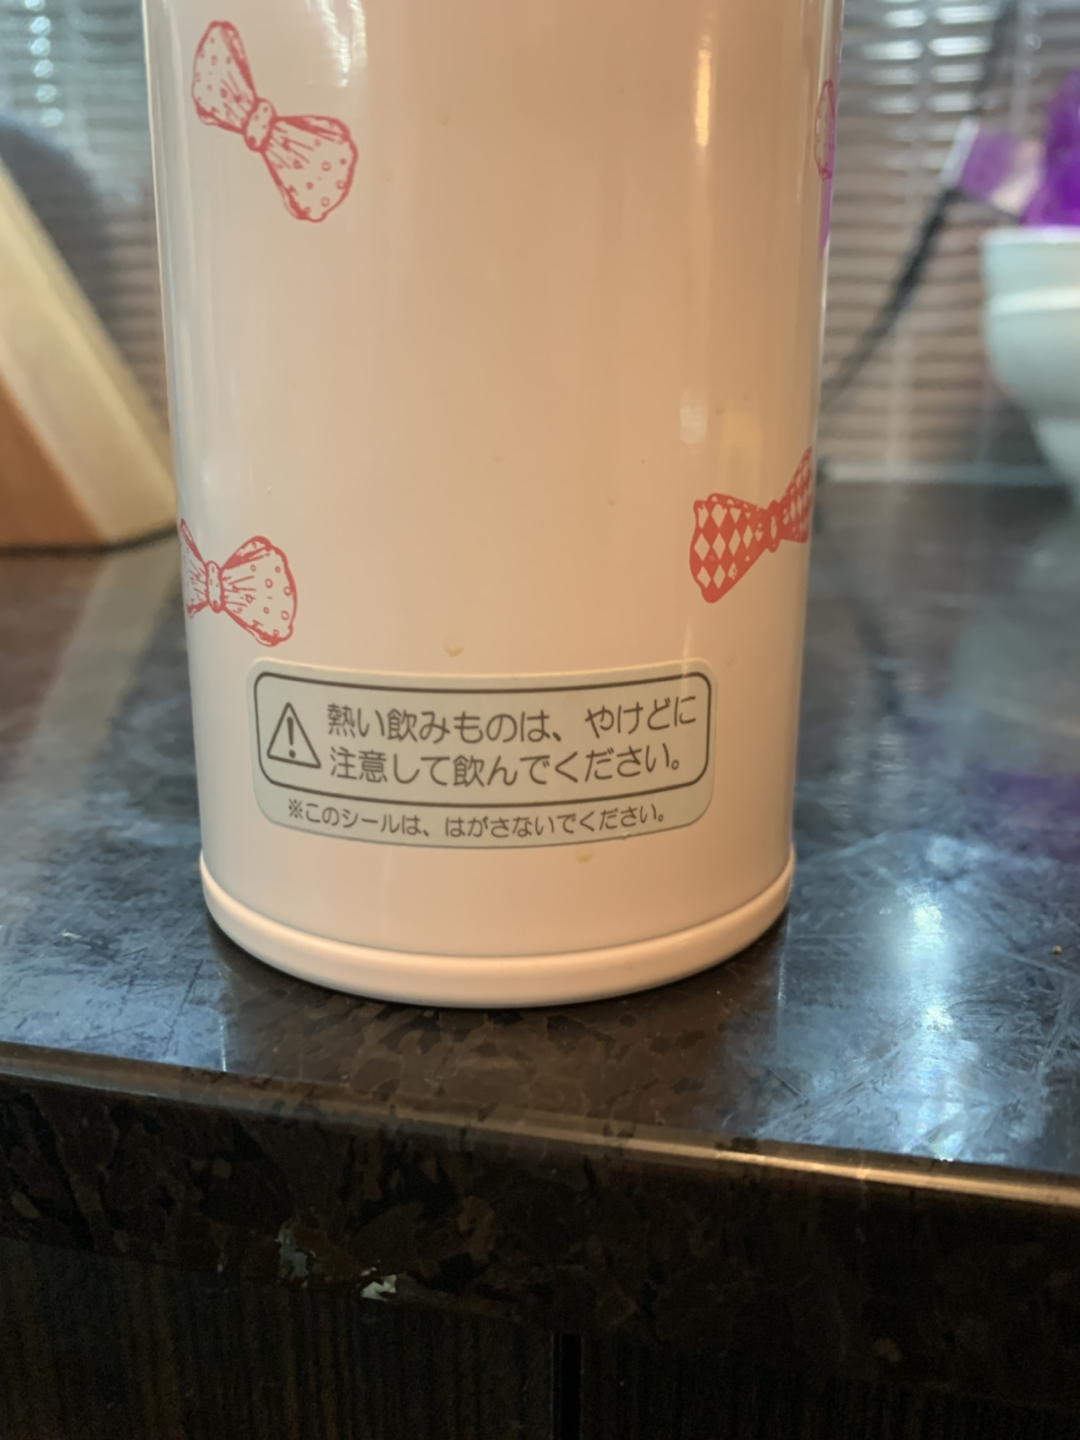 熱い飲みものは、やけどに
注意して飲んでください。
※このシールは、はがさないでください。